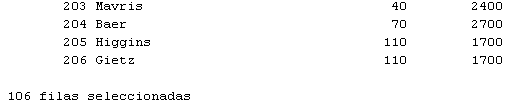 203 Mavris 40 2400
204 Baer 70 2700
205 Higgins 110 1700
206 Gietz 110 1700
106 filas seleccionadas